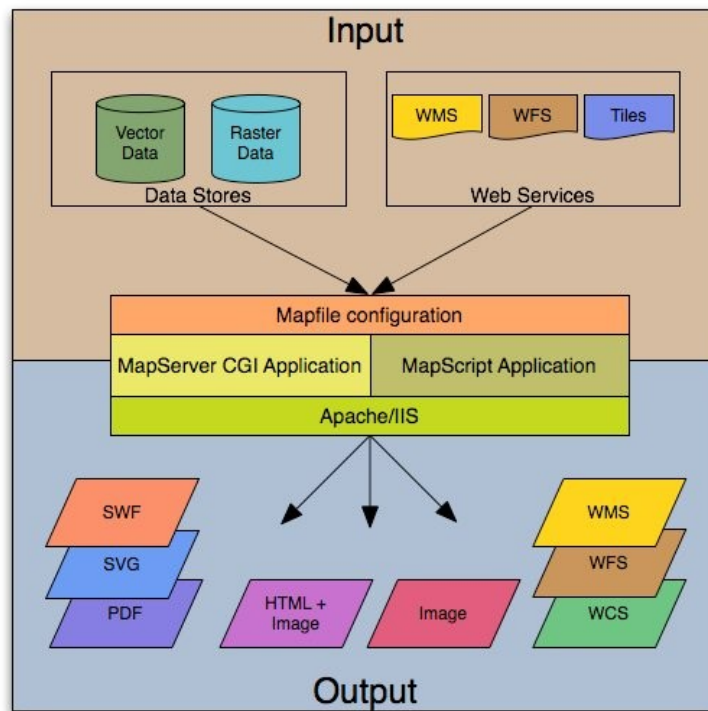 Input
Vector
Data
Raster
Data
Data Stores
WMS
WFS
Tiles
Web Services
Mapfile configuration
MapServer CGI Application
MapScript Application
Apache/IIS
SWF
SVG
PDF
HTML +
Image
Image
WMS
WFS
WCS
Output